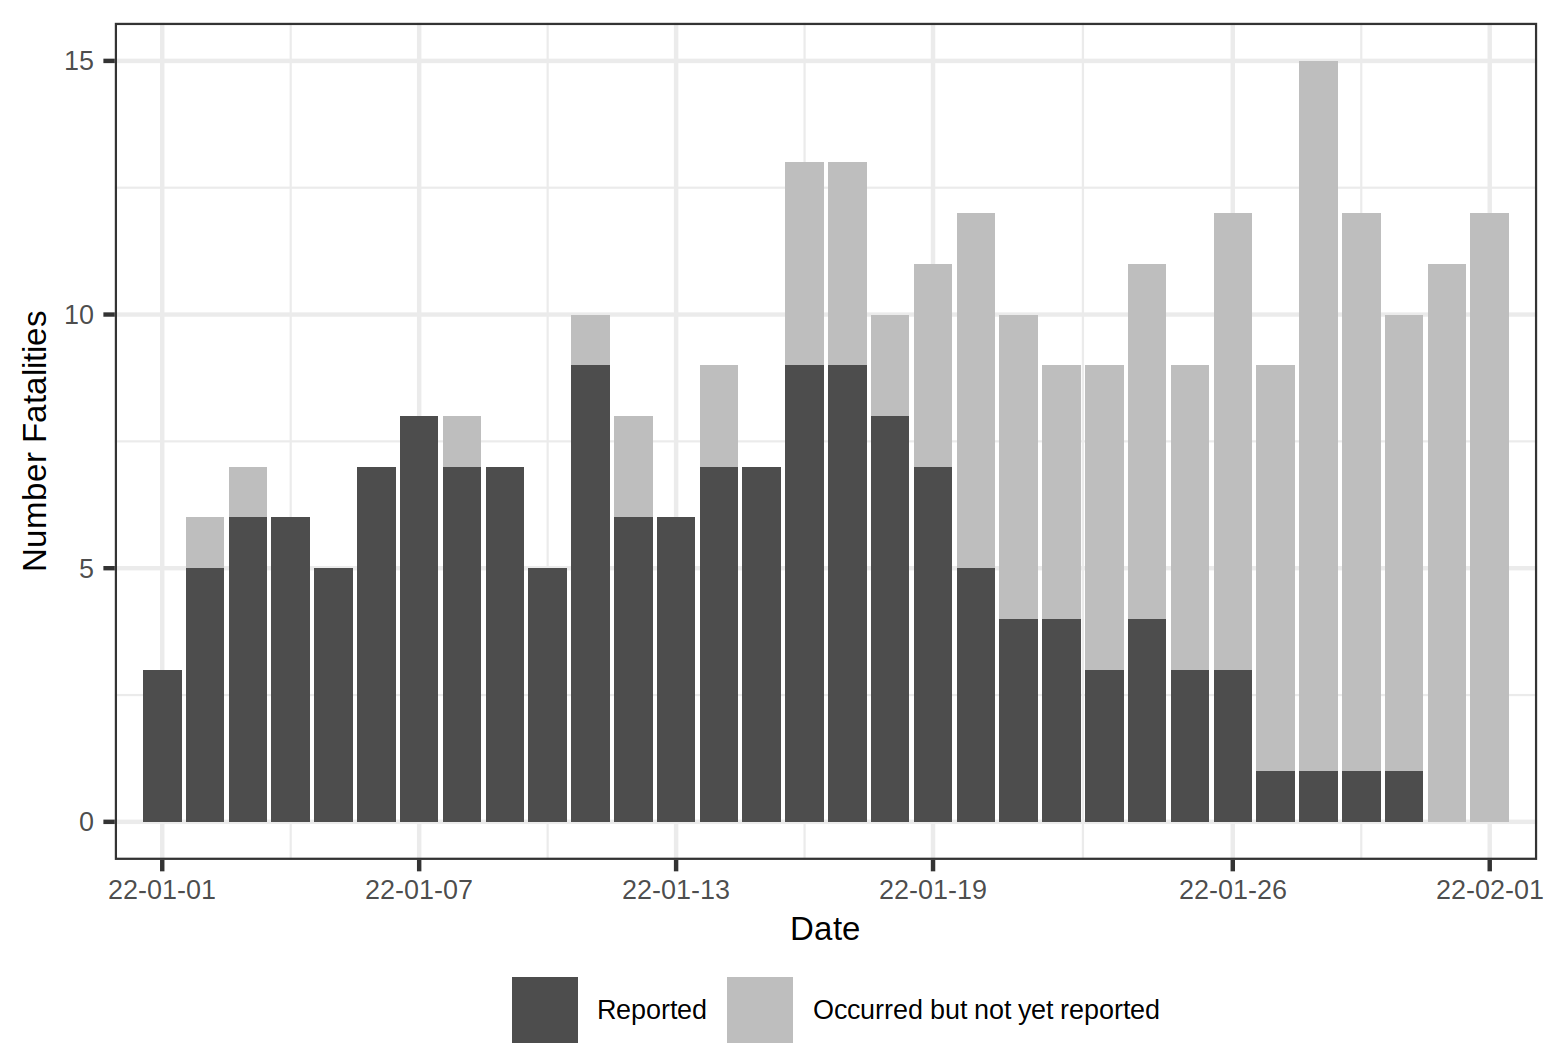 15
10
5
0
Number Fatalities
22-01-01 22-01-07 22-01-13 22-01-19 22-01-26 22-02-01
Date
Reported Occurred but not yet reported